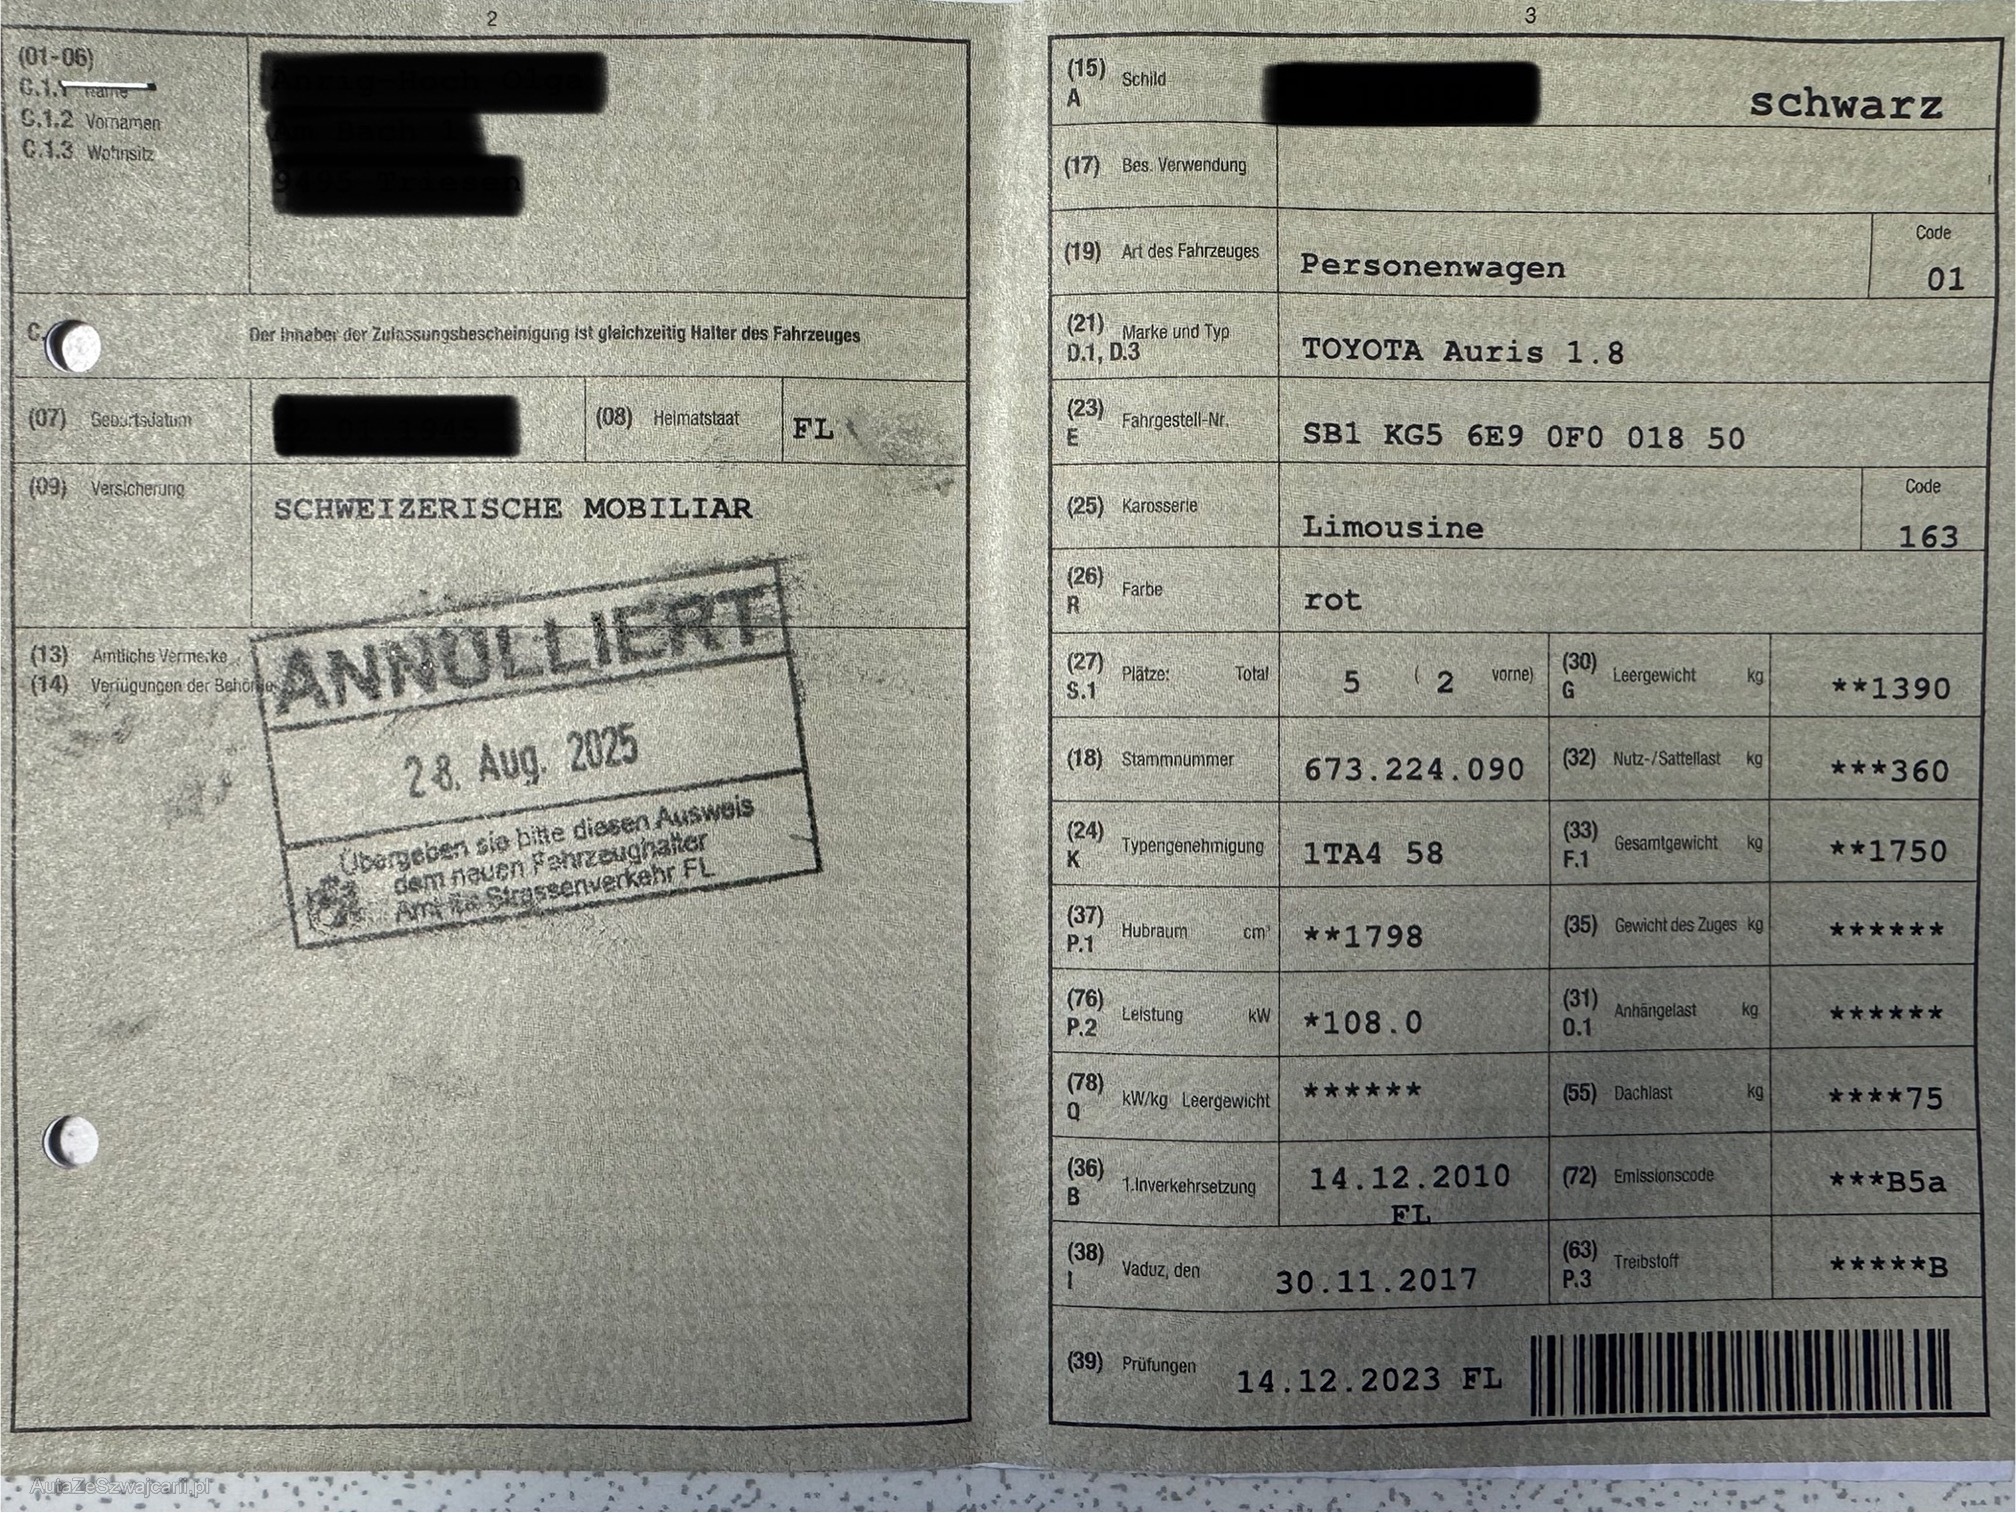 2
(01-06)
C.1.1 Name
C.1.2 Vornamen
C.1.3 Wohnsitz
C.
Der Inhaber der Zulassungsbescheinigung ist gleichzeitig Halter des Fahrzeuges
(07) Geburtsdatum
(08) Heimatstaat FL
(09) Versicherung SCHWEIZERISCHE MOBILIAR
(13) Amtliche Vermerke
(14) Verfügungen der Behörde
ANNULLIERT
28. Aug. 2025
Übergeben sie bitte diesen Ausweis
dem neuen Fahrzeughalter
Amt für Strassenverkehr FL
3
(15) A Schild schwarz
(17) Bes. Verwendung
(19) Art des Fahrzeuges Personenwagen Code 01
(21) D.1, D.3 Marke und Typ TOYOTA Auris 1.8
(23) E Fahrgestell-Nr. SB1 KG5 6E9 0F0 018 50
(25) Karosserie Limousine Code 163
(26) R Farbe rot
(27) S.1 Plätze: Total 5 ( 2 vorne) (30) G Leergewicht kg **1390
(18) Stammnummer 673.224.090 (32) Nutz-/Sattellast kg ***360
(24) K Typengenehmigung 1TA4 58 (33) F.1 Gesamtgewicht kg **1750
(37) P.1 Hubraum cm³ **1798 (35) Gewicht des Zuges kg ******
(76) P.2 Leistung kW *108.0 (31) O.1 Anhängelast kg ******
(78) Q kW/kg Leergewicht ****** (55) Dachlast kg ****75
(36) B 1.Inverkehrsetzung 14.12.2010 FL (72) Emissionscode ***B5a
(38) I Vaduz, den 30.11.2017 (63) P.3 Treibstoff *****B
(39) Prüfungen 14.12.2023 FL
AutaZeSzwajcarii.pl